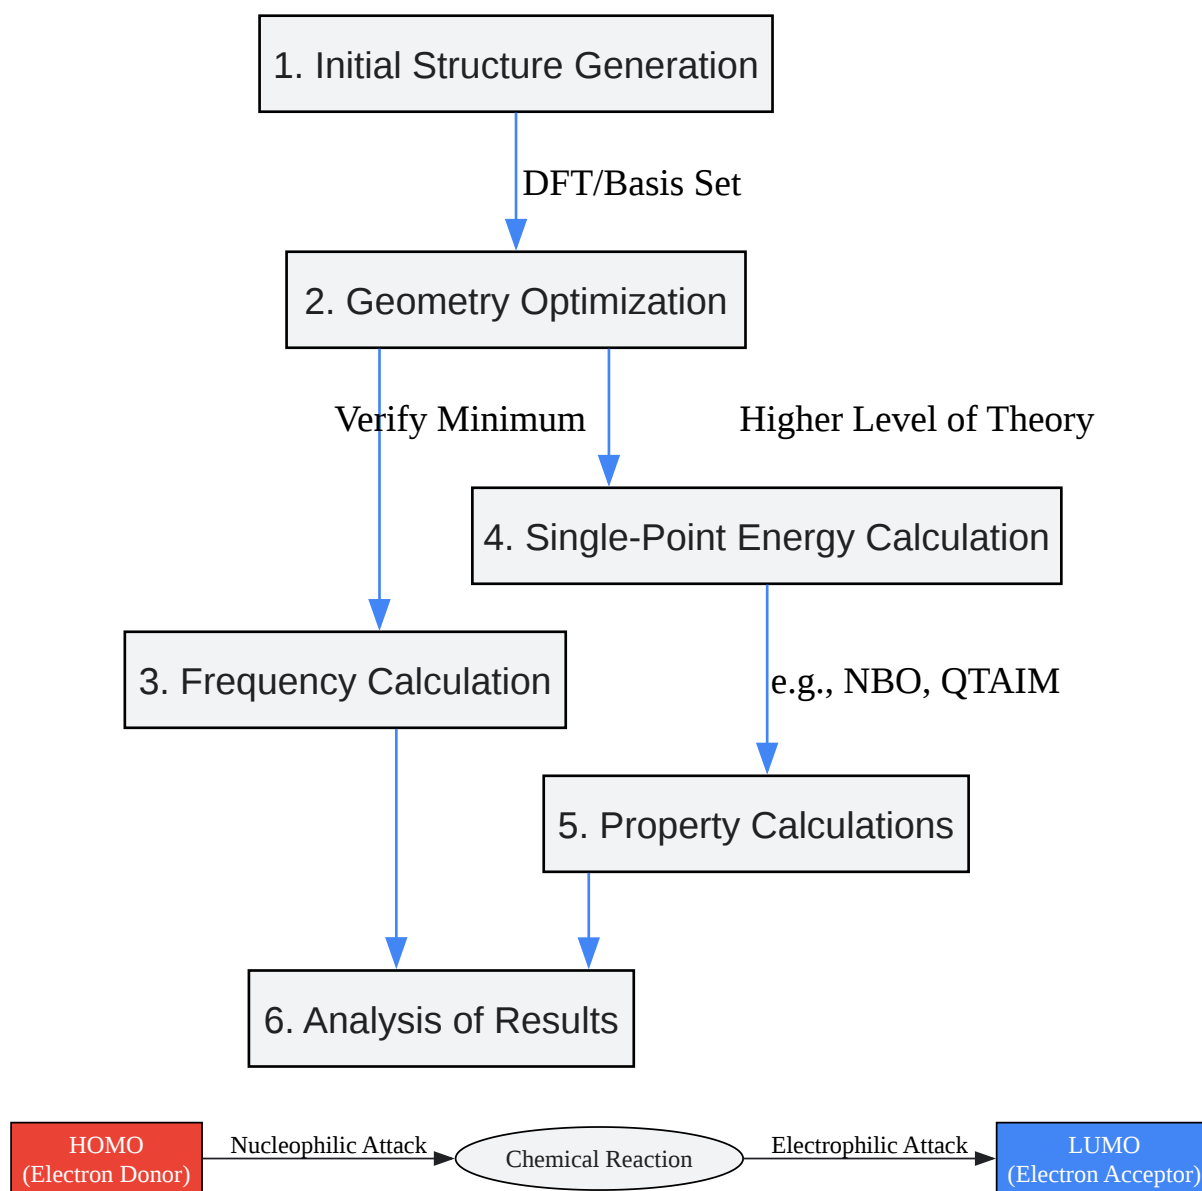 1. Initial Structure Generation
DFT/Basis Set
2. Geometry Optimization
Verify Minimum
Higher Level of Theory
4. Single-Point Energy Calculation
3. Frequency Calculation
e.g., NBO, QTAIM
5. Property Calculations
6. Analysis of Results
HOMO
(Electron Donor)
Nucleophilic Attack
Chemical Reaction
Electrophilic Attack
LUMO
(Electron Acceptor)